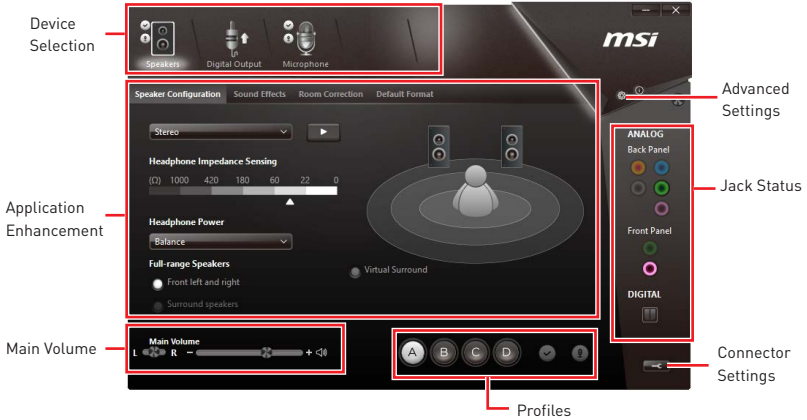 Device
Selection
msi
Speakers Digital Output Microphone
Advanced
Settings
Speaker Configuration Sound Effects Room Correction Default Format
Stereo
Headphone Impedance Sensing
(Ω) 1000 420 180 60 22 0
Application
Enhancement
Headphone Power
Balance
Full-range Speakers
Front left and right
Surround speakers
Virtual Surround
ANALOG
Back Panel
Jack Status
Front Panel
DIGITAL
Main Volume
Main Volume
L R - +
A B C D
Connector
Settings
Profiles